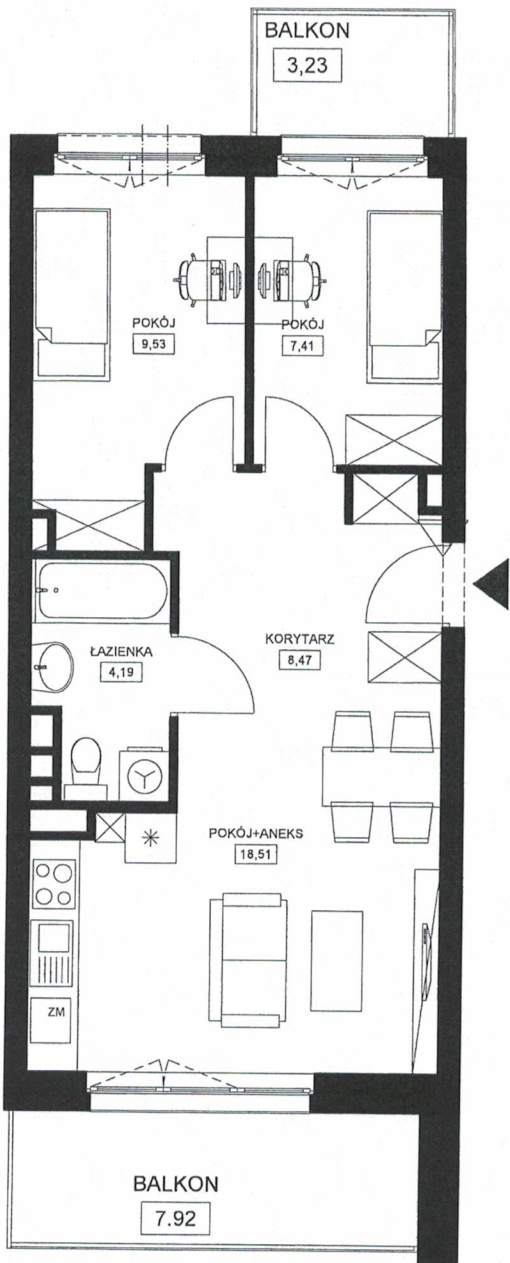 BALKON
3,23
POKÓJ
9,53
POKÓJ
7,41
KORYTARZ
8,47
ŁAZIENKA
4,19
POKÓJ+ANEKS
18,51
ZM
BALKON
7.92